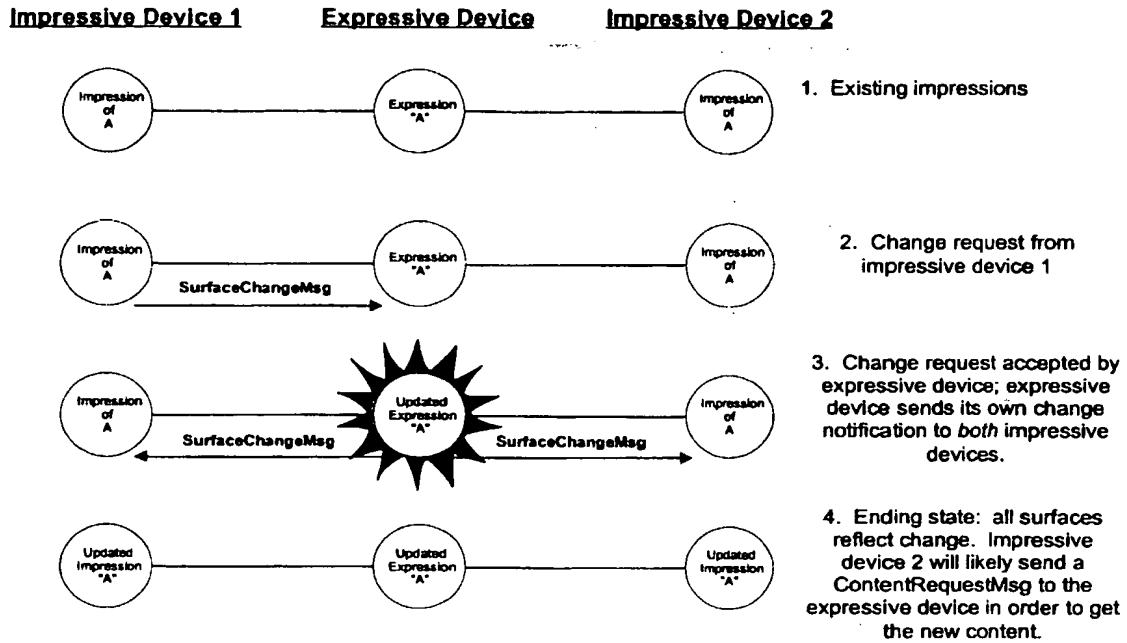 Impressive Device 1 Expressive Device Impressive Device 2
Impression
of
A
Expression
"A"
Impression
of
A
1. Existing impressions
Impression
of
A
Expression
"A"
Impression
of
A
SurfaceChangeMsg
2. Change request from
impressive device 1
Impression
of
A
Updated
Expression
"A"
Impression
of
A
SurfaceChangeMsg
SurfaceChangeMsg
3. Change request accepted by
expressive device; expressive
device sends its own change
notification to both impressive
devices.
Updated
Impression
"A"
Updated
Expression
"A"
Updated
Impression
"A"
4. Ending state: all surfaces
reflect change. Impressive
device 2 will likely send a
ContentRequestMsg to the
expressive device in order to get
the new content.